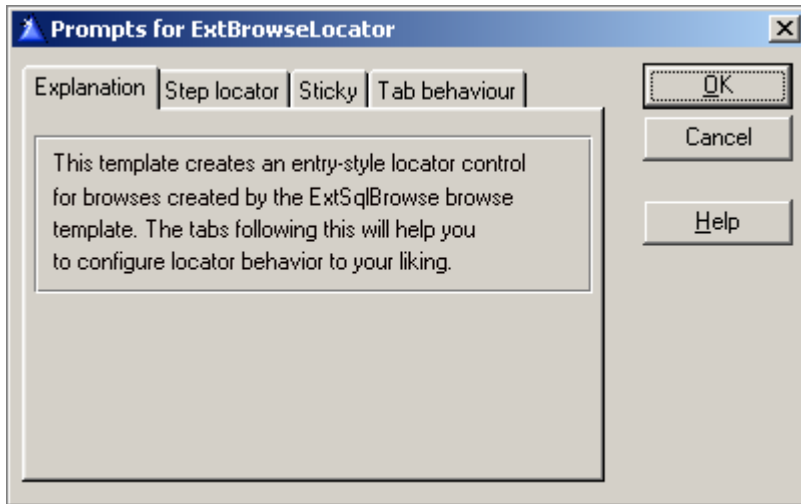 Prompts for ExtBrowseLocator
Explanation Step locator Sticky Tab behaviour
OK
Cancel
Help
This template creates an entry-style locator control
for browses created by the ExtSqlBrowse browse
template. The tabs following this will help you
to configure locator behavior to your liking.